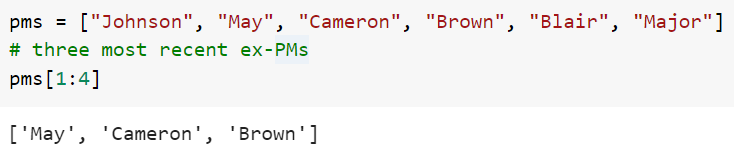 pms = ["Johnson", "May", "Cameron", "Brown", "Blair", "Major"]
# three most recent ex-PMs
pms[1:4]
['May', 'Cameron', 'Brown']